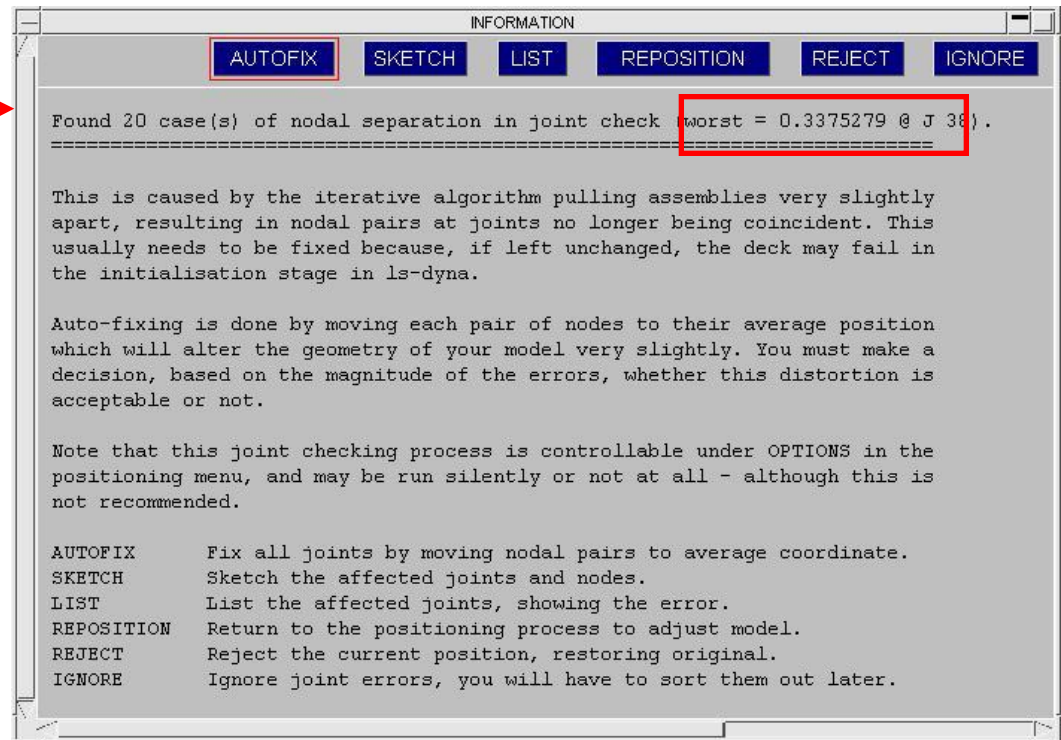 INFORMATION
AUTOFIX SKETCH LIST REPOSITION REJECT IGNORE
Found 20 case(s) of nodal separation in joint check (worst = 0.3375279 @ J 38).
==========================================================================
This is caused by the iterative algorithm pulling assemblies very slightly
apart, resulting in nodal pairs at joints no longer being coincident. This
usually needs to be fixed because, if left unchanged, the deck may fail in
the initialisation stage in ls-dyna.
Auto-fixing is done by moving each pair of nodes to their average position
which will alter the geometry of your model very slightly. You must make a
decision, based on the magnitude of the errors, whether this distortion is
acceptable or not.
Note that this joint checking process is controllable under OPTIONS in the
positioning menu, and may be run silently or not at all - although this is
not recommended.
AUTOFIX Fix all joints by moving nodal pairs to average coordinate.
SKETCH Sketch the affected joints and nodes.
LIST List the affected joints, showing the error.
REPOSITION Return to the positioning process to adjust model.
REJECT Reject the current position, restoring original.
IGNORE Ignore joint errors, you will have to sort them out later.